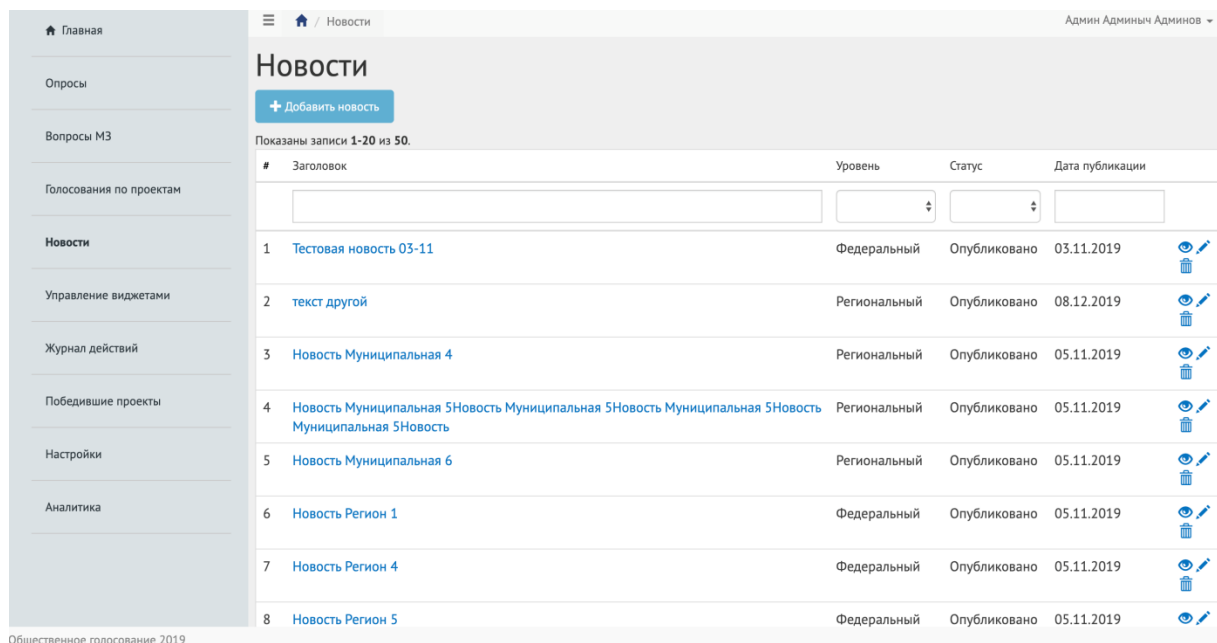 Главная
Опросы
Вопросы МЗ
Голосования по проектам
Новости
Управление виджетами
Журнал действий
Победившие проекты
Настройки
Аналитика
/ Новости
Админ Админыч Админов
Новости
Добавить новость
Показаны записи 1-20 из 50.
# Заголовок Уровень Статус Дата публикации
1 Тестовая новость 03-11 Федеральный Опубликовано 03.11.2019
2 текст другой Региональный Опубликовано 08.12.2019
3 Новость Муниципальная 4 Региональный Опубликовано 05.11.2019
4 Новость Муниципальная 5Новость Муниципальная 5Новость Муниципальная 5Новость Региональный Опубликовано 05.11.2019
Муниципальная 5Новость
5 Новость Муниципальная 6 Региональный Опубликовано 05.11.2019
6 Новость Регион 1 Федеральный Опубликовано 05.11.2019
7 Новость Регион 4 Федеральный Опубликовано 05.11.2019
8 Новость Регион 5 Федеральный Опубликовано 05.11.2019
Общественное голосование 2019